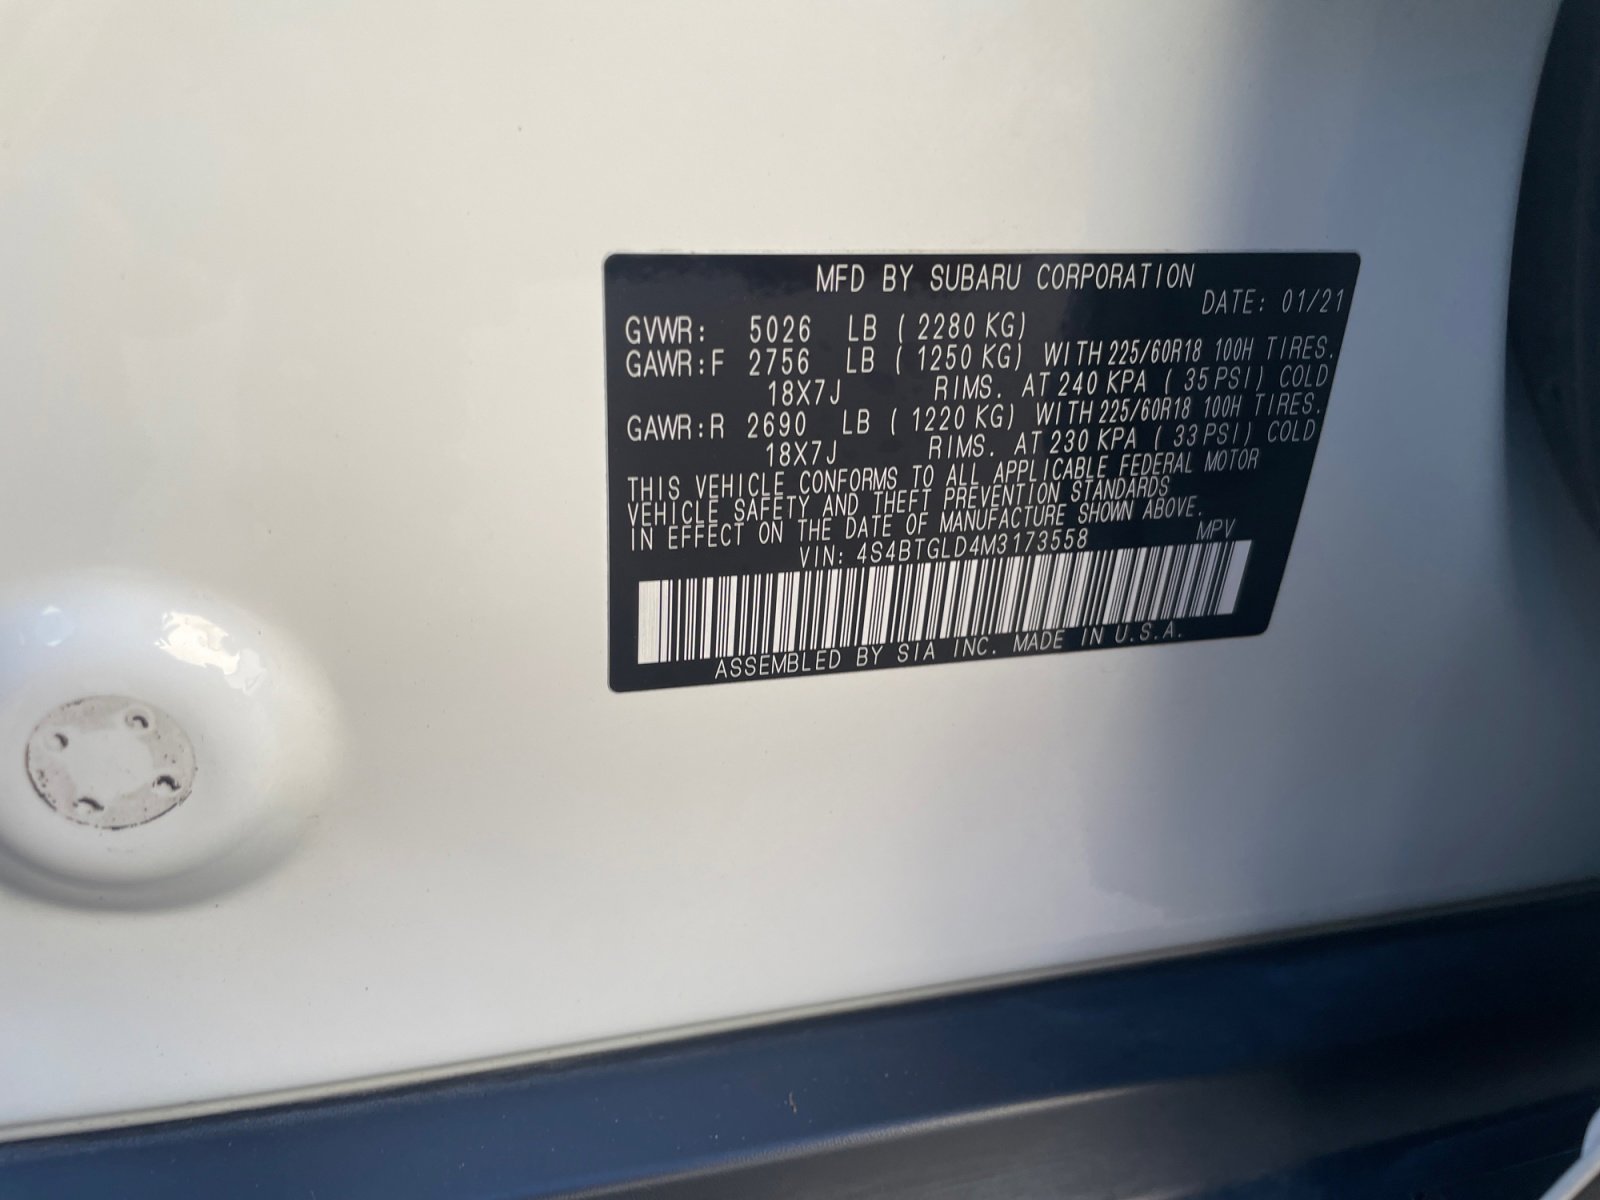 MFD BY SUBARU CORPORATION
DATE: 01/21
GVWR: 5026 LB ( 2280 KG)
GAWR:F 2756 LB ( 1250 KG) WITH 225/60R18 100H TIRES.
18X7J RIMS. AT 240 KPA ( 35 PSI) COLD
GAWR:R 2690 LB ( 1220 KG) WITH 225/60R18 100H TIRES.
18X7J RIMS. AT 230 KPA ( 33 PSI) COLD
THIS VEHICLE CONFORMS TO ALL APPLICABLE FEDERAL MOTOR
VEHICLE SAFETY AND THEFT PREVENTION STANDARDS
IN EFFECT ON THE DATE OF MANUFACTURE SHOWN ABOVE.
VIN: 4S4BTGLD4M3173558 MPV
ASSEMBLED BY SIA INC. MADE IN U.S.A.